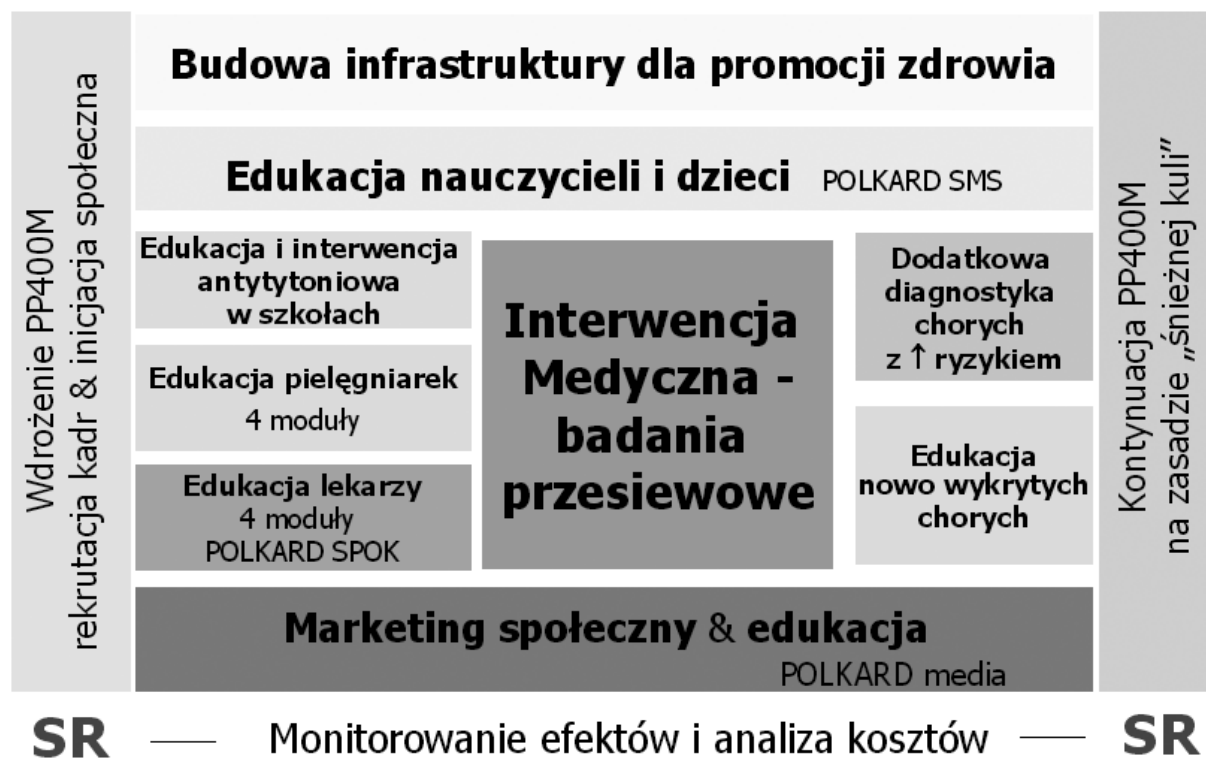 Wdrożenie PP400M
rekrutacja kadr & inicjacja społeczna
Budowa infrastruktury dla promocji zdrowia
Edukacja nauczycieli i dzieci POLKARD SMS
Edukacja i interwencja
antytytoniowa
w szkołach
Edukacja pielęgniarek
4 moduły
Edukacja lekarzy
4 moduły
POLKARD SPOK
Interwencja
Medyczna -
badania
przesiewowe
Dodatkowa
diagnostyka
chorych
z ↑ ryzykiem
Edukacja
nowo wykrytych
chorych
Marketing społeczny & edukacja
POLKARD media
Kontynuacja PP400M
na zasadzie „śnieżnej kuli”
SR — Monitorowanie efektów i analiza kosztów — SR